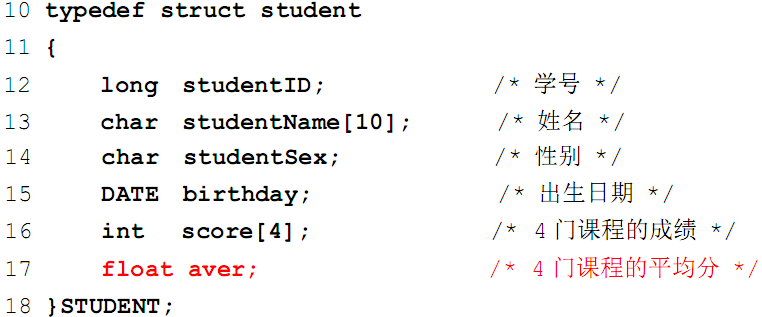 10 typedef struct student
11 {
12 long studentID; /* 学号 */
13 char studentName[10]; /* 姓名 */
14 char studentSex; /* 性别 */
15 DATE birthday; /* 出生日期 */
16 int score[4]; /* 4门课程的成绩 */
17 float aver; /* 4门课程的平均分 */
18 }STUDENT;